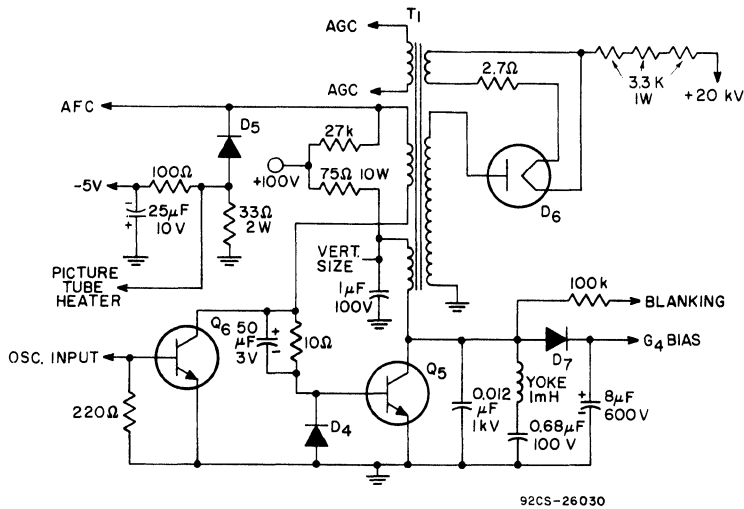 AGC
T1
AGC
2.7Ω
3.3 K
1W
+20 kV
AFC
D5
27k
+100V
75Ω 10W
D6
-5V
100Ω
25μF
10V
33Ω
2W
VERT.
SIZE
1μF
100V
PICTURE
TUBE
HEATER
100k
BLANKING
Q6
50
μF
3V
10Ω
OSC. INPUT
Q5
D7
G4 BIAS
220Ω
D4
0.012
μF
1kV
YOKE
1mH
0.68μF
100 V
8μF
600V
92CS-26030